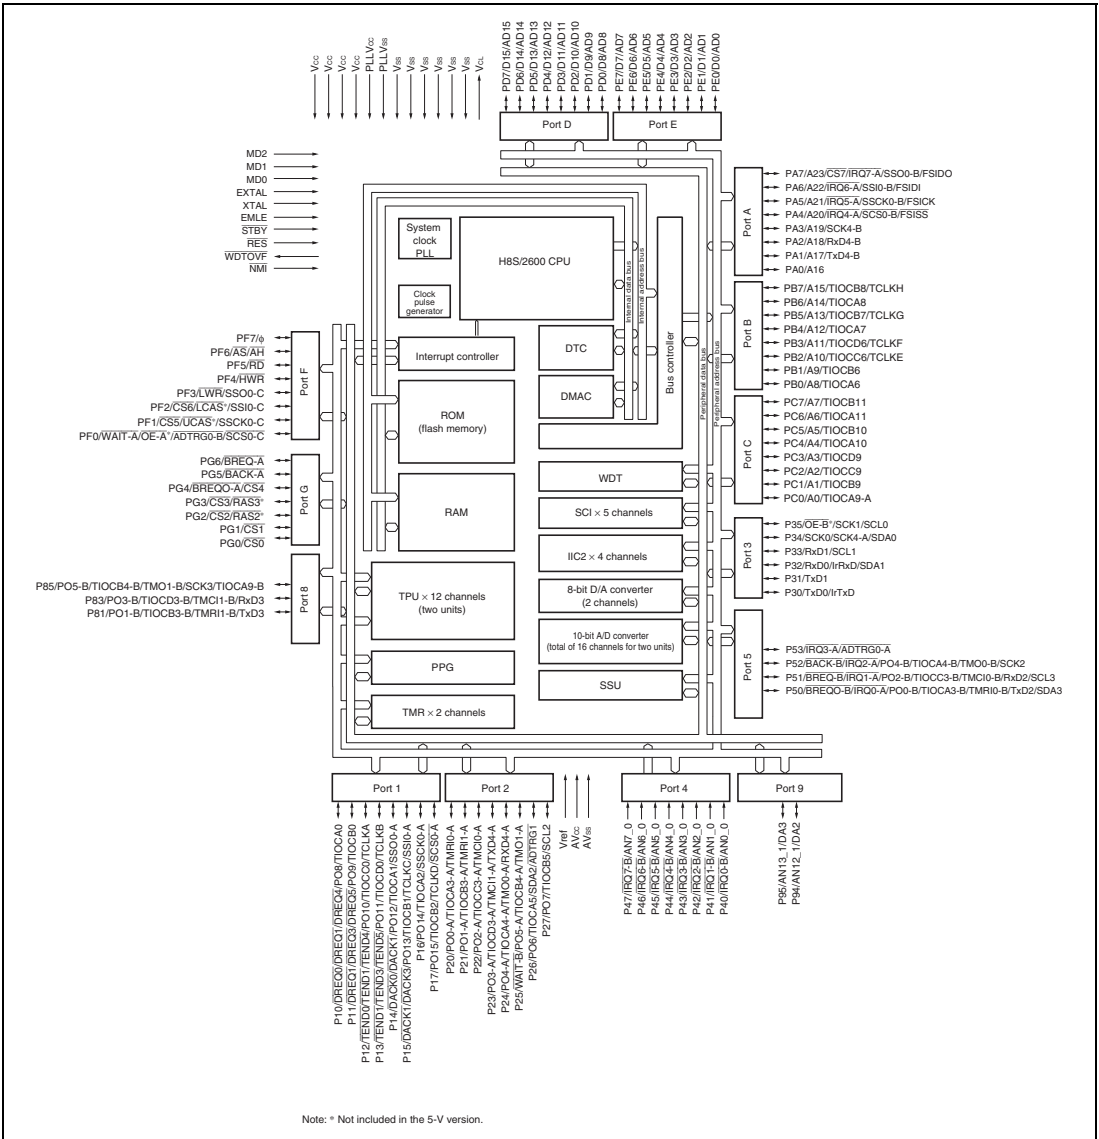 Vcc
Vcc
Vcc
Vcc
PLLVcc
PLLVss
Vss
Vss
Vss
Vss
Vss
Vss
VCL
PD7/D15/AD15
PD6/D14/AD14
PD5/D13/AD13
PD4/D12/AD12
PD3/D11/AD11
PD2/D10/AD10
PD1/D9/AD9
PD0/D8/AD8
PE7/D7/AD7
PE6/D6/AD6
PE5/D5/AD5
PE4/D4/AD4
PE3/D3/AD3
PE2/D2/AD2
PE1/D1/AD1
PE0/D0/AD0
Port D
Port E
MD2
MD1
MD0
EXTAL
XTAL
EMLE
STBY
RES
WDTOVF
NMI
System
clock
PLL
Clock
pulse
generator
H8S/2600 CPU
Interrupt controller
ROM
(flash memory)
RAM
TPU × 12 channels
(two units)
PPG
TMR × 2 channels
DTC
DMAC
Internal data bus
Internal address bus
Bus controller
Peripheral data bus
Peripheral address bus
WDT
SCI × 5 channels
IIC2 × 4 channels
8-bit D/A converter
(2 channels)
10-bit A/D converter
(total of 16 channels for two units)
SSU
Port A
PA7/A23/CS7/IRQ7-A/SSO0-B/FSIDO
PA6/A22/IRQ6-A/SSI0-B/FSIDI
PA5/A21/IRQ5-A/SSCK0-B/FSICK
PA4/A20/IRQ4-A/SCS0-B/FSISS
PA3/A19/SCK4-B
PA2/A18/RxD4-B
PA1/A17/TxD4-B
PA0/A16
Port B
PB7/A15/TIOCB8/TCLKH
PB6/A14/TIOCA8
PB5/A13/TIOCB7/TCLKG
PB4/A12/TIOCA7
PB3/A11/TIOCD6/TCLKF
PB2/A10/TIOCC6/TCLKE
PB1/A9/TIOCB6
PB0/A8/TIOCA6
Port C
PC7/A7/TIOCB11
PC6/A6/TIOCA11
PC5/A5/TIOCB10
PC4/A4/TIOCA10
PC3/A3/TIOCD9
PC2/A2/TIOCC9
PC1/A1/TIOCB9
PC0/A0/TIOCA9-A
Port 3
P35/OE-B*/SCK1/SCL0
P34/SCK0/SCK4-A/SDA0
P33/RxD1/SCL1
P32/RxD0/IrRxD/SDA1
P31/TxD1
P30/TxD0/IrTxD
Port 5
P53/IRQ3-A/ADTRG0-A
P52/BACK-B/IRQ2-A/PO4-B/TIOCA4-B/TMO0-B/SCK2
P51/BREQ-B/IRQ1-A/PO2-B/TIOCC3-B/TMCI0-B/RxD2/SCL3
P50/BREQO-B/IRQ0-A/PO0-B/TIOCA3-B/TMRI0-B/TxD2/SDA3
PF7/ϕ
PF6/AS/AH
PF5/RD
PF4/HWR
PF3/LWR/SSO0-C
PF2/CS6/LCAS*/SSI0-C
PF1/CS5/UCAS*/SSCK0-C
PF0/WAIT-A/OE-A*/ADTRG0-B/SCS0-C
Port F
PG6/BREQ-A
PG5/BACK-A
PG4/BREQO-A/CS4
PG3/CS3/RAS3*
PG2/CS2/RAS2*
PG1/CS1
PG0/CS0
Port G
P85/PO5-B/TIOCB4-B/TMO1-B/SCK3/TIOCA9-B
P83/PO3-B/TIOCD3-B/TMCI1-B/RxD3
P81/PO1-B/TIOCB3-B/TMRI1-B/TxD3
Port 8
Port 1
Port 2
Port 4
Port 9
P10/DREQ0/DREQ1/DREQ4/PO8/TIOCA0
P11/DREQ1/DREQ3/DREQ5/PO9/TIOCB0
P12/TEND0/TEND1/TEND4/PO10/TIOCC0/TCLKA
P13/TEND1/TEND3/TEND5/PO11/TIOCD0/TCLKB
P14/DACK0/DACK1/PO12/TIOCA1/SSO0-A
P15/DACK1/DACK3/PO13/TIOCB1/TCLKC/SSI0-A
P16/PO14/TIOCA2/SSCK0-A
P17/PO15/TIOCB2/TCLKD/SCS0-A
P20/PO0-A/TIOCA3-A/TMRI0-A
P21/PO1-A/TIOCB3-A/TMRI1-A
P22/PO2-A/TIOCC3-A/TMCI0-A
P23/PO3-A/TIOCD3-A/TMCI1-A/TXD4-A
P24/PO4-A/TIOCA4-A/TMO0-A/RXD4-A
P25/WAIT-B/PO5-A/TIOCB4-A/TMO1-A
P26/PO6/TIOCA5/SDA2/ADTRG1
P27/PO7/TIOCB5/SCL2
Vref
AVcc
AVss
P47/IRQ7-B/AN7_0
P46/IRQ6-B/AN6_0
P45/IRQ5-B/AN5_0
P44/IRQ4-B/AN4_0
P43/IRQ3-B/AN3_0
P42/IRQ2-B/AN2_0
P41/IRQ1-B/AN1_0
P40/IRQ0-B/AN0_0
P95/AN13_1/DA3
P94/AN12_1/DA2
Note: * Not included in the 5-V version.